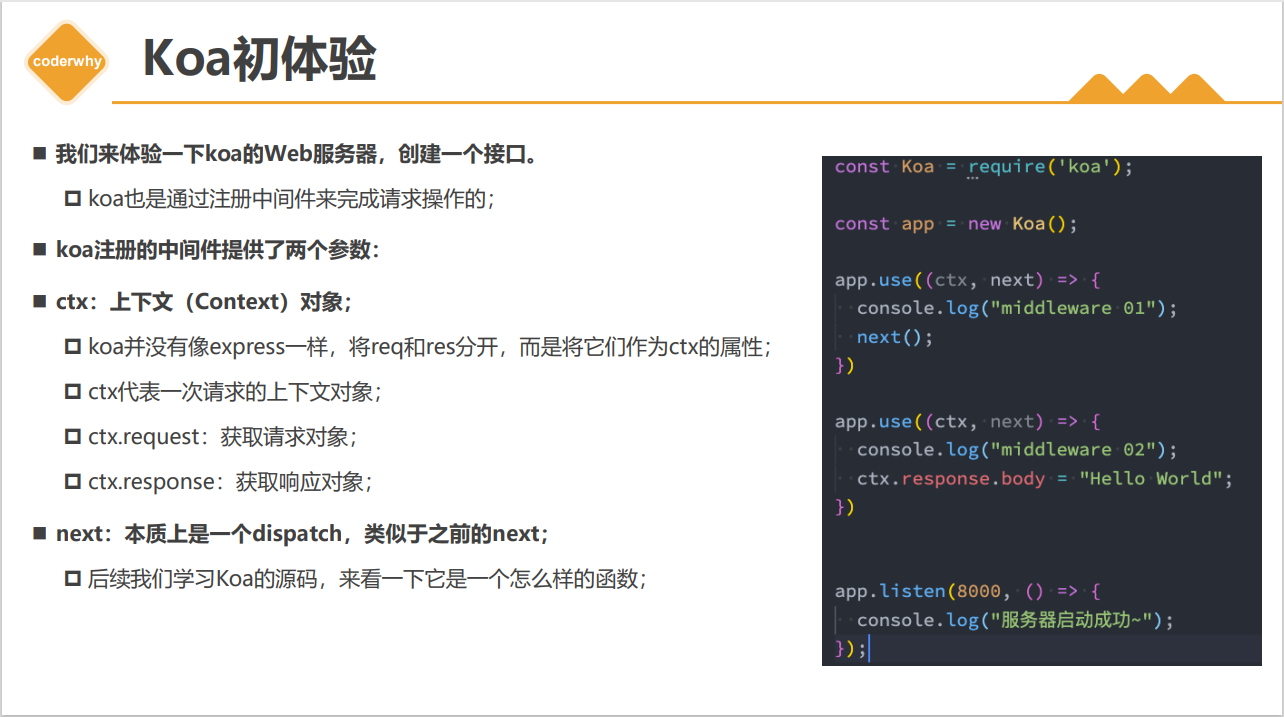 coderwhy
Koa初体验
我们来体验一下koa的Web服务器，创建一个接口。
koa也是通过注册中间件来完成请求操作的；
koa注册的中间件提供了两个参数：
ctx：上下文（Context）对象；
koa并没有像express一样，将req和res分开，而是将它们作为ctx的属性；
ctx代表一次请求的上下文对象；
ctx.request：获取请求对象；
ctx.response：获取响应对象；
next：本质上是一个dispatch，类似于之前的next；
后续我们学习Koa的源码，来看一下它是一个怎么样的函数；
const Koa = require('koa');
const app = new Koa();
app.use((ctx, next) => {
  console.log("middleware 01");
  next();
})
app.use((ctx, next) => {
  console.log("middleware 02");
  ctx.response.body = "Hello World";
})
app.listen(8000, () => {
  console.log("服务器启动成功~");
});